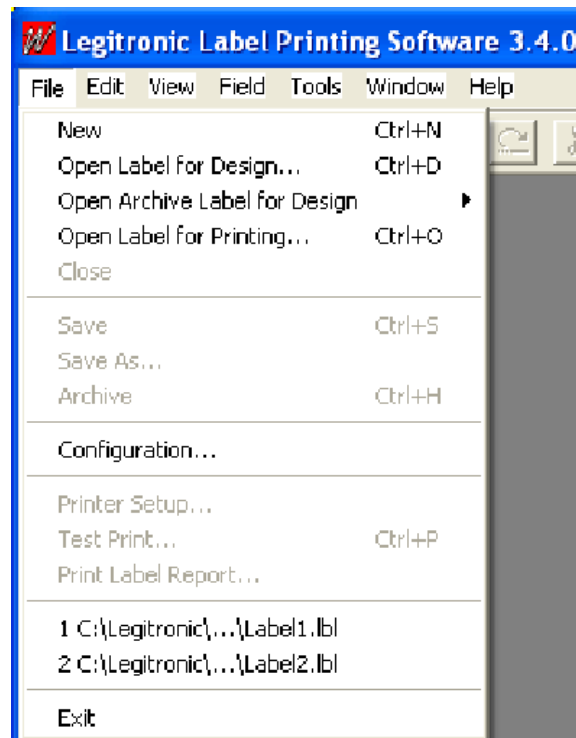 Legitronic Label Printing Software 3.4.0
File Edit View Field Tools Window Help
New Ctrl+N
Open Label for Design... Ctrl+D
Open Archive Label for Design
Open Label for Printing... Ctrl+O
Close
Save Ctrl+S
Save As...
Archive Ctrl+H
Configuration...
Printer Setup...
Test Print... Ctrl+P
Print Label Report...
1 C:\Legitronic\...\Label1.lbl
2 C:\Legitronic\...\Label2.lbl
Exit